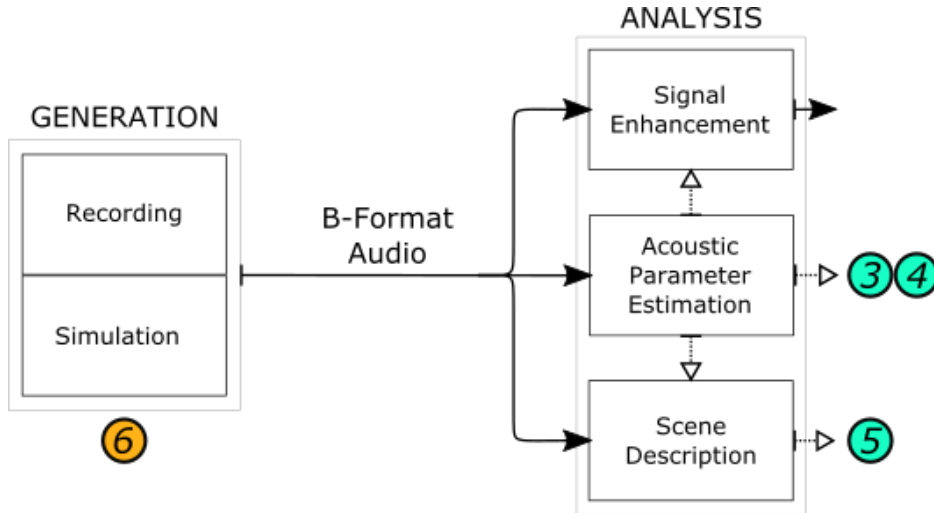 ANALYSIS
Signal
Enhancement
GENERATION
Recording
Simulation
6
B-Format
Audio
Acoustic
Parameter
Estimation
3 4
Scene
Description
5